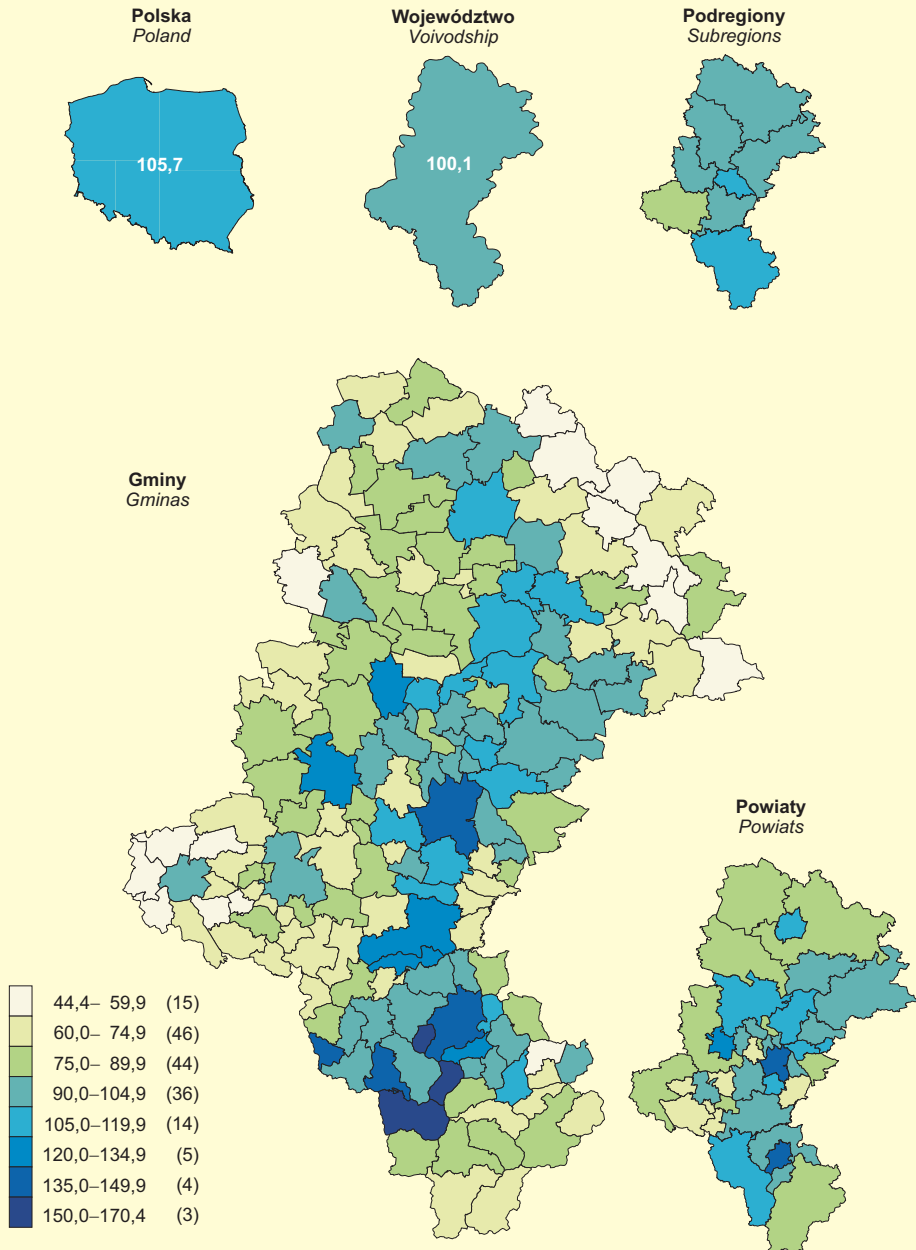 Polska
Poland
105,7
Województwo
Voivodship
100,1
Podregiony
Subregions
Gminy
Gminas
Powiaty
Powiats
44,4– 59,9 (15)
60,0– 74,9 (46)
75,0– 89,9 (44)
90,0–104,9 (36)
105,0–119,9 (14)
120,0–134,9 (5)
135,0–149,9 (4)
150,0–170,4 (3)